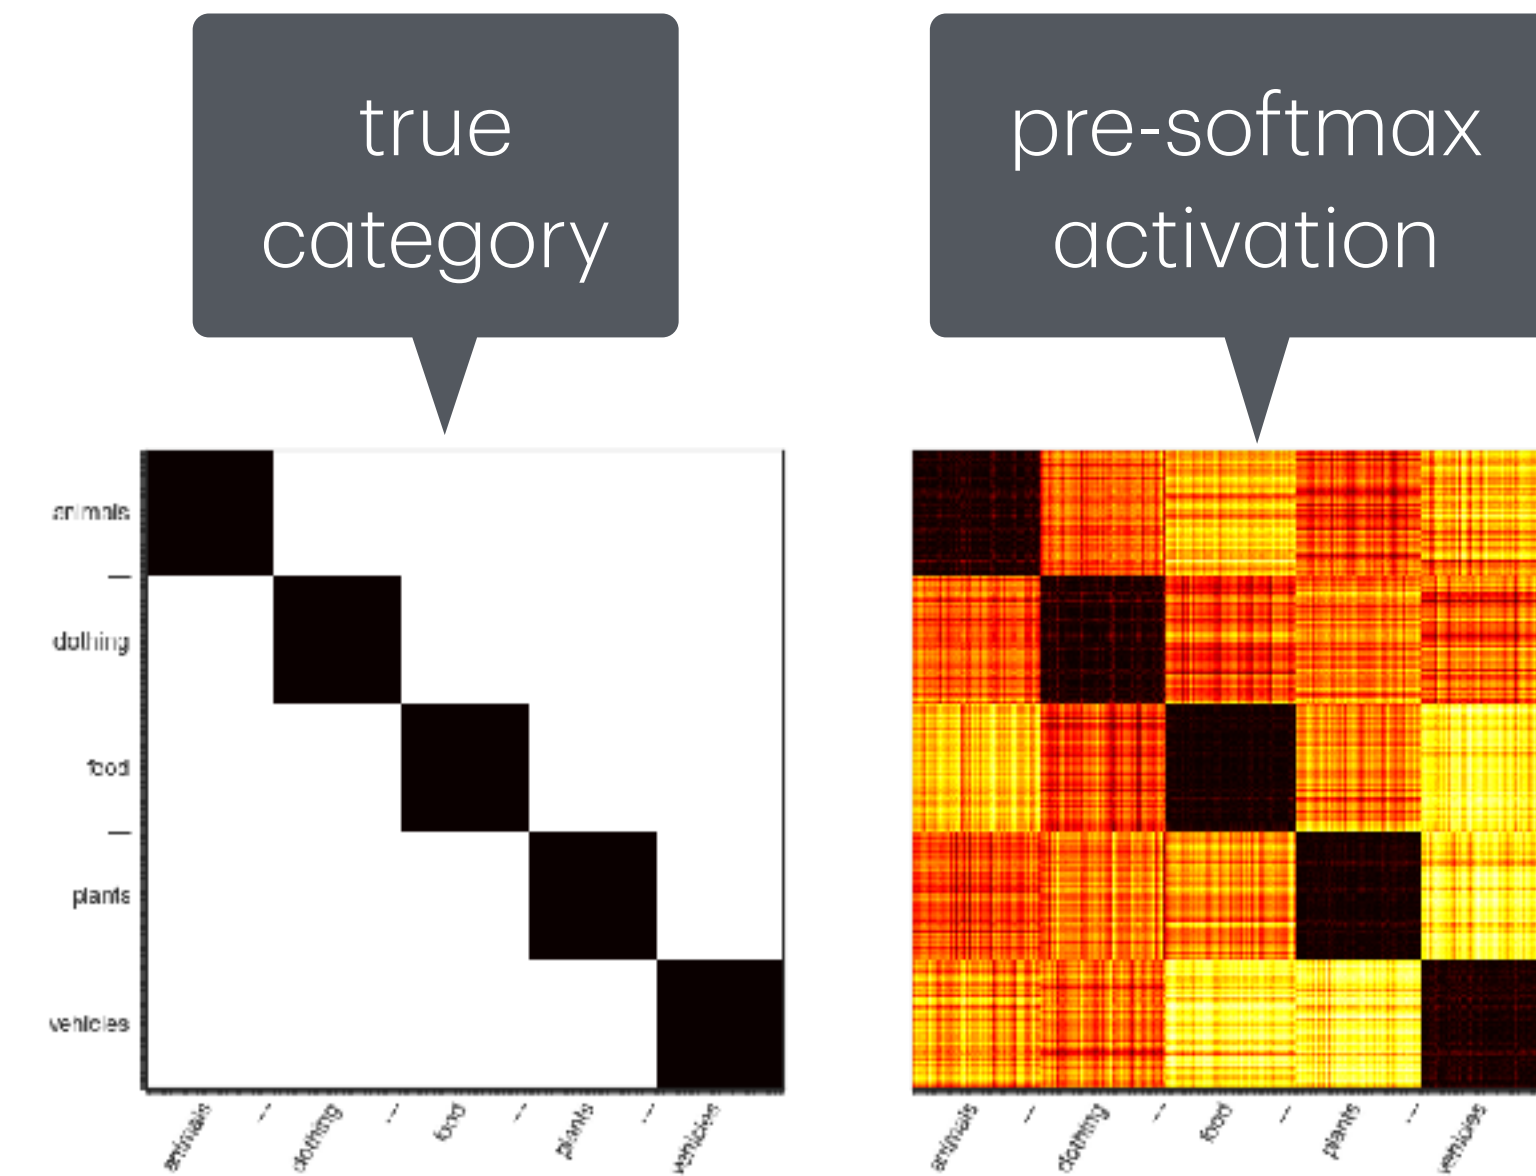 true
category
pre-softmax
activation
animals
—
clothing
food
—
plants
vehicles
animals
---
clothing
---
food
---
plants
---
vehicles
animals
---
clothing
---
food
---
plants
---
vehicles